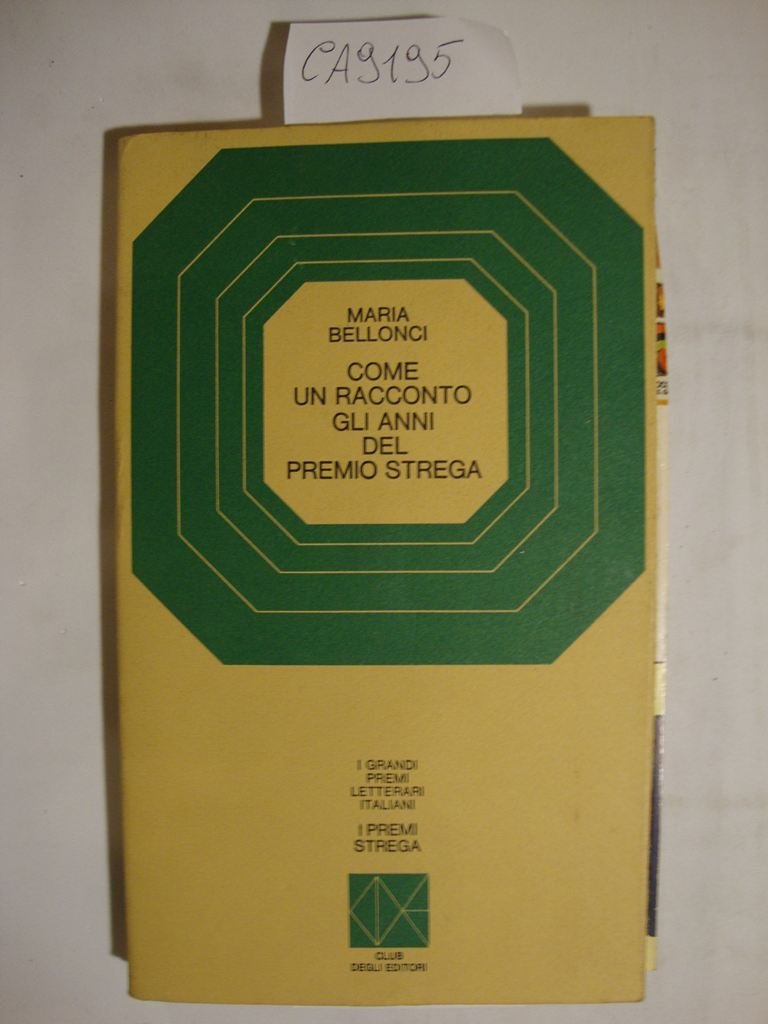 CA9195
MARIA
BELLONCI
COME
UN RACCONTO
GLI ANNI
DEL
PREMIO STREGA
I GRANDI
PREMI
LETTERARI
ITALIANI
I PREMI
STREGA
CLUB
DEGLI EDITORI